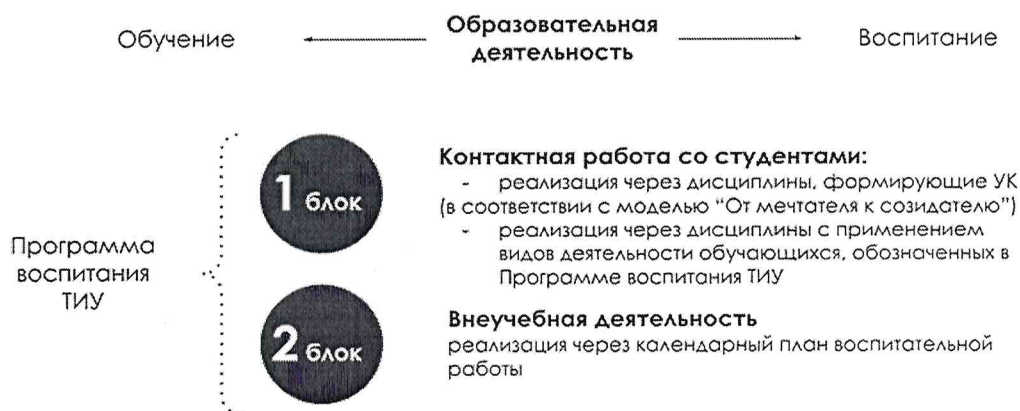 Обучение
Образовательная
деятельность
Воспитание
1 блок
Контактная работа со студентами:
- реализация через дисциплины, формирующие УК
(в соответствии с моделью "От мечтателя к созидателю")
- реализация через дисциплины с применением
видов деятельности обучающихся, обозначенных в
Программе воспитания ТИУ
Программа
воспитания
ТИУ
2 блок
Внеучебная деятельность
реализация через календарный план воспитательной
работы